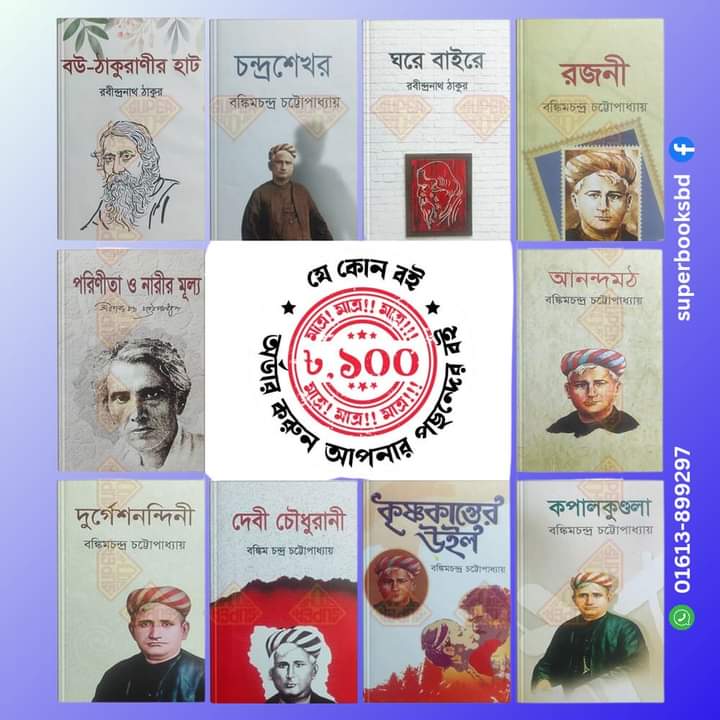 বউ-ঠাকুরাণীর হাট
রবীন্দ্রনাথ ঠাকুর
চন্দ্রশেখর
বঙ্কিমচন্দ্র চট্টোপাধ্যায়
ঘরে বাইরে
রবীন্দ্রনাথ ঠাকুর
রজনী
বঙ্কিমচন্দ্র চট্টোপাধ্যায়
পরিণীতা ও নারীর মূল্য
যে কোন বই
মাত্র! মাত্র!! মাত্র!!!
৳.১০০
মাত্র! মাত্র!! মাত্র!!!
অর্ডার করুন আপনার পছন্দের বই
আনন্দমঠ
বঙ্কিমচন্দ্র চট্টোপাধ্যায়
দুর্গেশনন্দিনী
বঙ্কিমচন্দ্র চট্টোপাধ্যায়
দেবী চৌধুরানী
বঙ্কিম চন্দ্র চট্টোপাধ্যায়
কৃষ্ণকান্তের
উইল
বঙ্কিমচন্দ্র চট্টোপাধ্যায়
কপালকুণ্ডলা
বঙ্কিমচন্দ্র চট্টোপাধ্যায়
superbooksbd
01613-899297